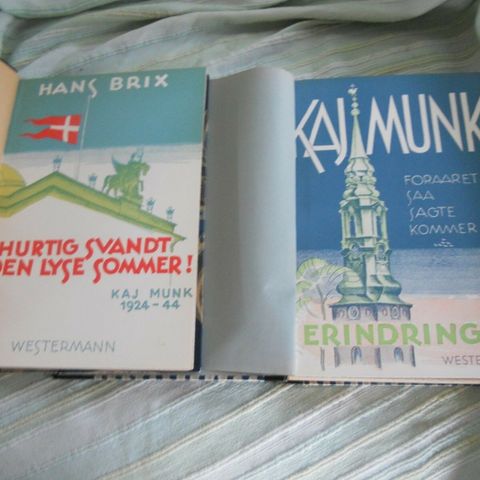 HANS BRIX
HURTIG SVANDT
DEN LYSE SOMMER!
KAJ MUNK
1924-44
WESTERMANN
KAJ MUNK
FORAARET
SAA
SAGTE
KOMMER
ERINDRING
WESTE